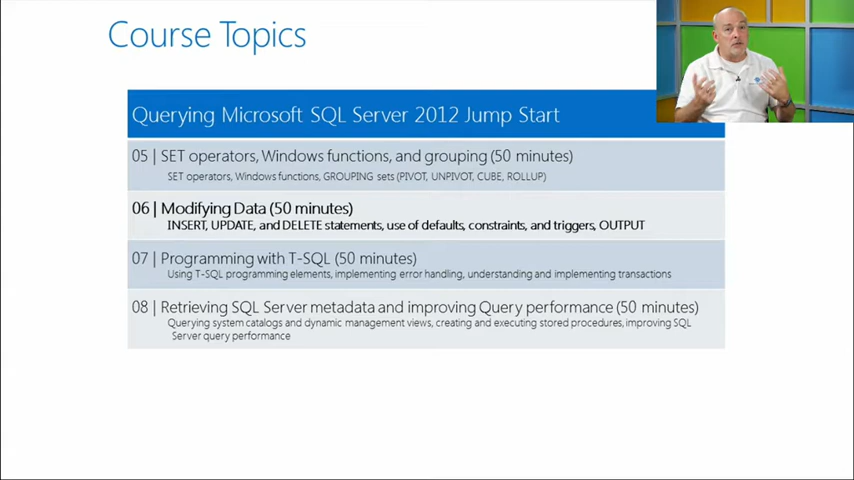 Course Topics
Querying Microsoft SQL Server 2012 Jump Start
05 | SET operators, Windows functions, and grouping (50 minutes)
SET operators, Windows functions, GROUPING sets (PIVOT, UNPIVOT, CUBE, ROLLUP)
06 | Modifying Data (50 minutes)
INSERT, UPDATE, and DELETE statements, use of defaults, constraints, and triggers, OUTPUT
07 | Programming with T-SQL (50 minutes)
Using T-SQL programming elements, implementing error handling, understanding and implementing transactions
08 | Retrieving SQL Server metadata and improving Query performance (50 minutes)
Querying system catalogs and dynamic management views, creating and executing stored procedures, improving SQL
Server query performance